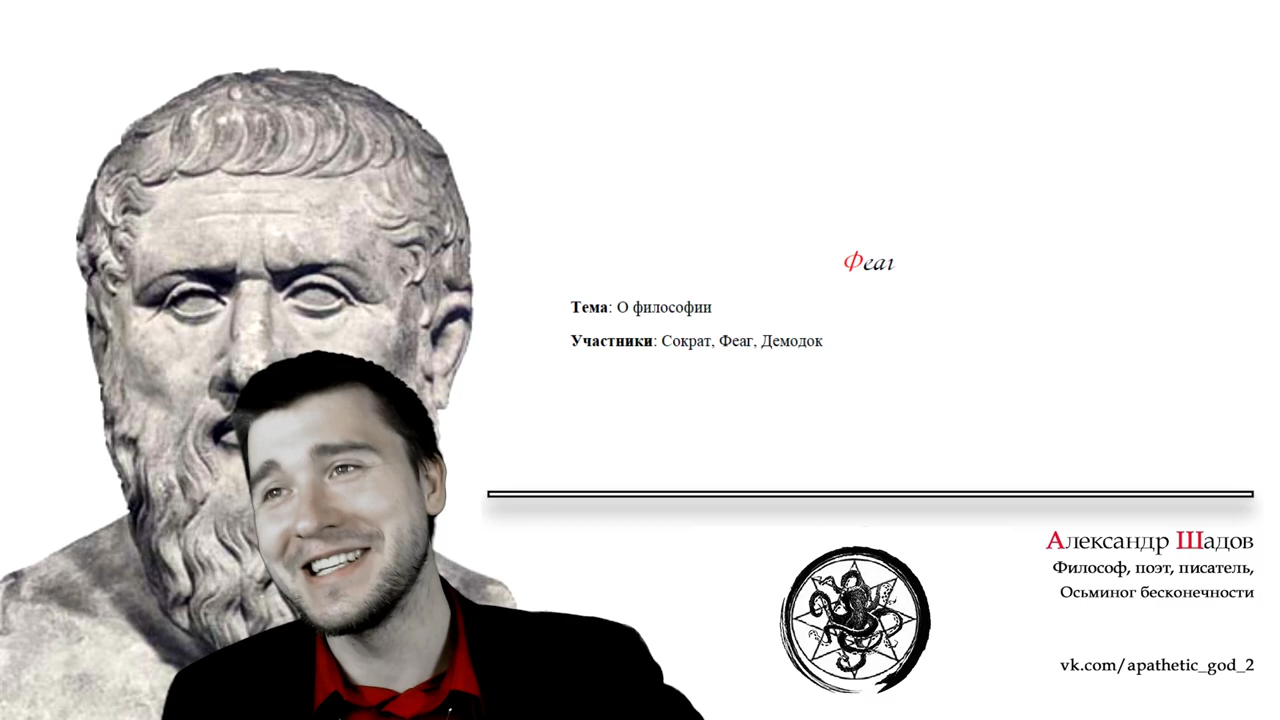 Феаг
Тема: О философии
Участники: Сократ, Феаг, Демодок
Александр Шадов
Философ, поэт, писатель,
Осьминог бесконечности
vk.com/apathetic_god_2